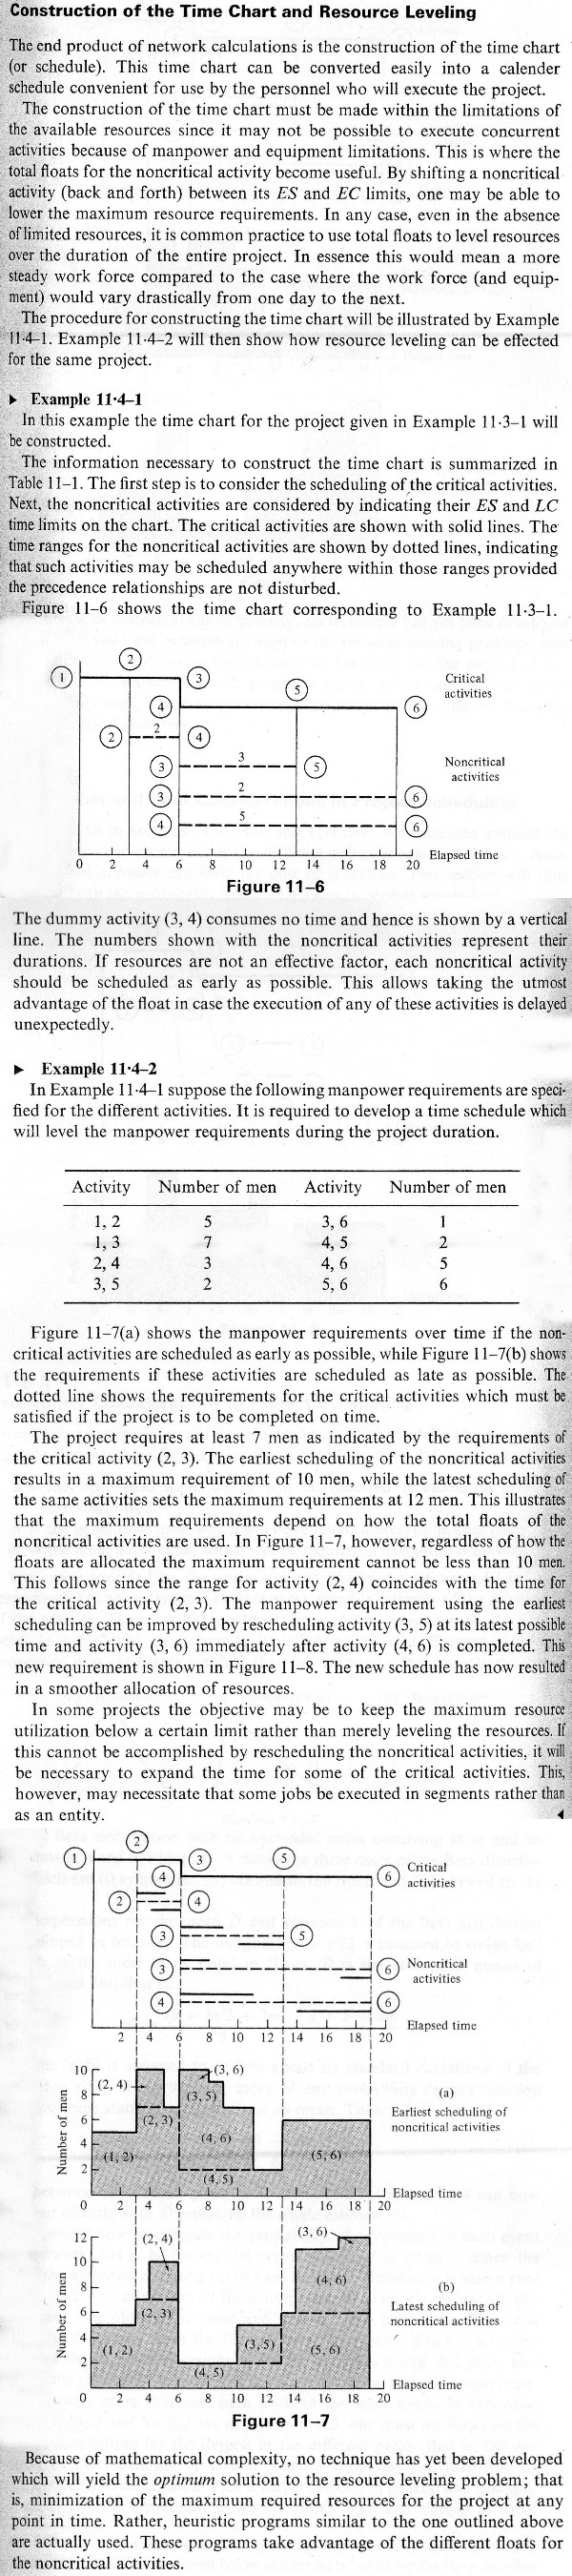 Construction of the Time Chart and Resource Leveling
The end product of network calculations is the construction of the time chart
(or schedule). This time chart can be converted easily into a calender
schedule convenient for use by the personnel who will execute the project.
The construction of the time chart must be made within the limitations of
the available resources since it may not be possible to execute concurrent
activities because of manpower and equipment limitations. This is where the
total floats for the noncritical activity become useful. By shifting a noncritical
activity (back and forth) between its ES and EC limits, one may be able to
lower the maximum resource requirements. In any case, even in the absence
of limited resources, it is common practice to use total floats to level resources
over the duration of the entire project. In essence this would mean a more
steady work force compared to the case where the work force (and equip-
ment) would vary drastically from one day to the next.
The procedure for constructing the time chart will be illustrated by Example
11·4–1. Example 11·4–2 will then show how resource leveling can be effected
for the same project.
▶ Example 11·4–1
In this example the time chart for the project given in Example 11·3–1 will
be constructed.
The information necessary to construct the time chart is summarized in
Table 11–1. The first step is to consider the scheduling of the critical activities.
Next, the noncritical activities are considered by indicating their ES and LC
time limits on the chart. The critical activities are shown with solid lines. The
time ranges for the noncritical activities are shown by dotted lines, indicating
that such activities may be scheduled anywhere within those ranges provided
the precedence relationships are not disturbed.
Figure 11–6 shows the time chart corresponding to Example 11·3–1.
2
1 3 Critical
5 activities
4 6
2 2 4
3 3 5 Noncritical
activities
3 2 6
4 5 6
Elapsed time
0 2 4 6 8 10 12 14 16 18 20
Figure 11–6
The dummy activity (3, 4) consumes no time and hence is shown by a vertical
line. The numbers shown with the noncritical activities represent their
durations. If resources are not an effective factor, each noncritical activity
should be scheduled as early as possible. This allows taking the utmost
advantage of the float in case the execution of any of these activities is delayed
unexpectedly.
▶ Example 11·4–2
In Example 11·4–1 suppose the following manpower requirements are speci-
fied for the different activities. It is required to develop a time schedule which
will level the manpower requirements during the project duration.
Activity Number of men Activity Number of men
1, 2 5 3, 6 1
1, 3 7 4, 5 2
2, 4 3 4, 6 5
3, 5 2 5, 6 6
Figure 11–7(a) shows the manpower requirements over time if the non-
critical activities are scheduled as early as possible, while Figure 11–7(b) shows
the requirements if these activities are scheduled as late as possible. The
dotted line shows the requirements for the critical activities which must be
satisfied if the project is to be completed on time.
The project requires at least 7 men as indicated by the requirements of
the critical activity (2, 3). The earliest scheduling of the noncritical activities
results in a maximum requirement of 10 men, while the latest scheduling of
the same activities sets the maximum requirements at 12 men. This illustrates
that the maximum requirements depend on how the total floats of the
noncritical activities are used. In Figure 11–7, however, regardless of how the
floats are allocated the maximum requirement cannot be less than 10 men.
This follows since the range for activity (2, 4) coincides with the time for
the critical activity (2, 3). The manpower requirement using the earliest
scheduling can be improved by rescheduling activity (3, 5) at its latest possible
time and activity (3, 6) immediately after activity (4, 6) is completed. This
new requirement is shown in Figure 11–8. The new schedule has now resulted
in a smoother allocation of resources.
In some projects the objective may be to keep the maximum resource
utilization below a certain limit rather than merely leveling the resources. If
this cannot be accomplished by rescheduling the noncritical activities, it will
be necessary to expand the time for some of the critical activities. This,
however, may necessitate that some jobs be executed in segments rather than
as an entity. ◀
2
1 3 5 Critical
4 6 activities
2 4
3 5
3 6 Noncritical
activities
4 6
Elapsed time
2 4 6 8 10 12 14 16 18 20
10 (3, 6)
(2, 4) (3, 5) (a)
8 Earliest scheduling of
6 (2, 3) noncritical activities
4 (4, 6)
2 (1, 2) (4, 5) (5, 6)
Number of men
Elapsed time
0 2 4 6 8 10 12 14 16 18 20
12 (2, 4) (3, 6)
10
8 (4, 6) (b)
6 (2, 3) Latest scheduling of
noncritical activities
4 (1, 2) (3, 5) (5, 6)
2 (4, 5)
Number of men
Elapsed time
0 2 4 6 8 10 12 14 16 18 20
Figure 11–7
Because of mathematical complexity, no technique has yet been developed
which will yield the optimum solution to the resource leveling problem; that
is, minimization of the maximum required resources for the project at any
point in time. Rather, heuristic programs similar to the one outlined above
are actually used. These programs take advantage of the different floats for
the noncritical activities.